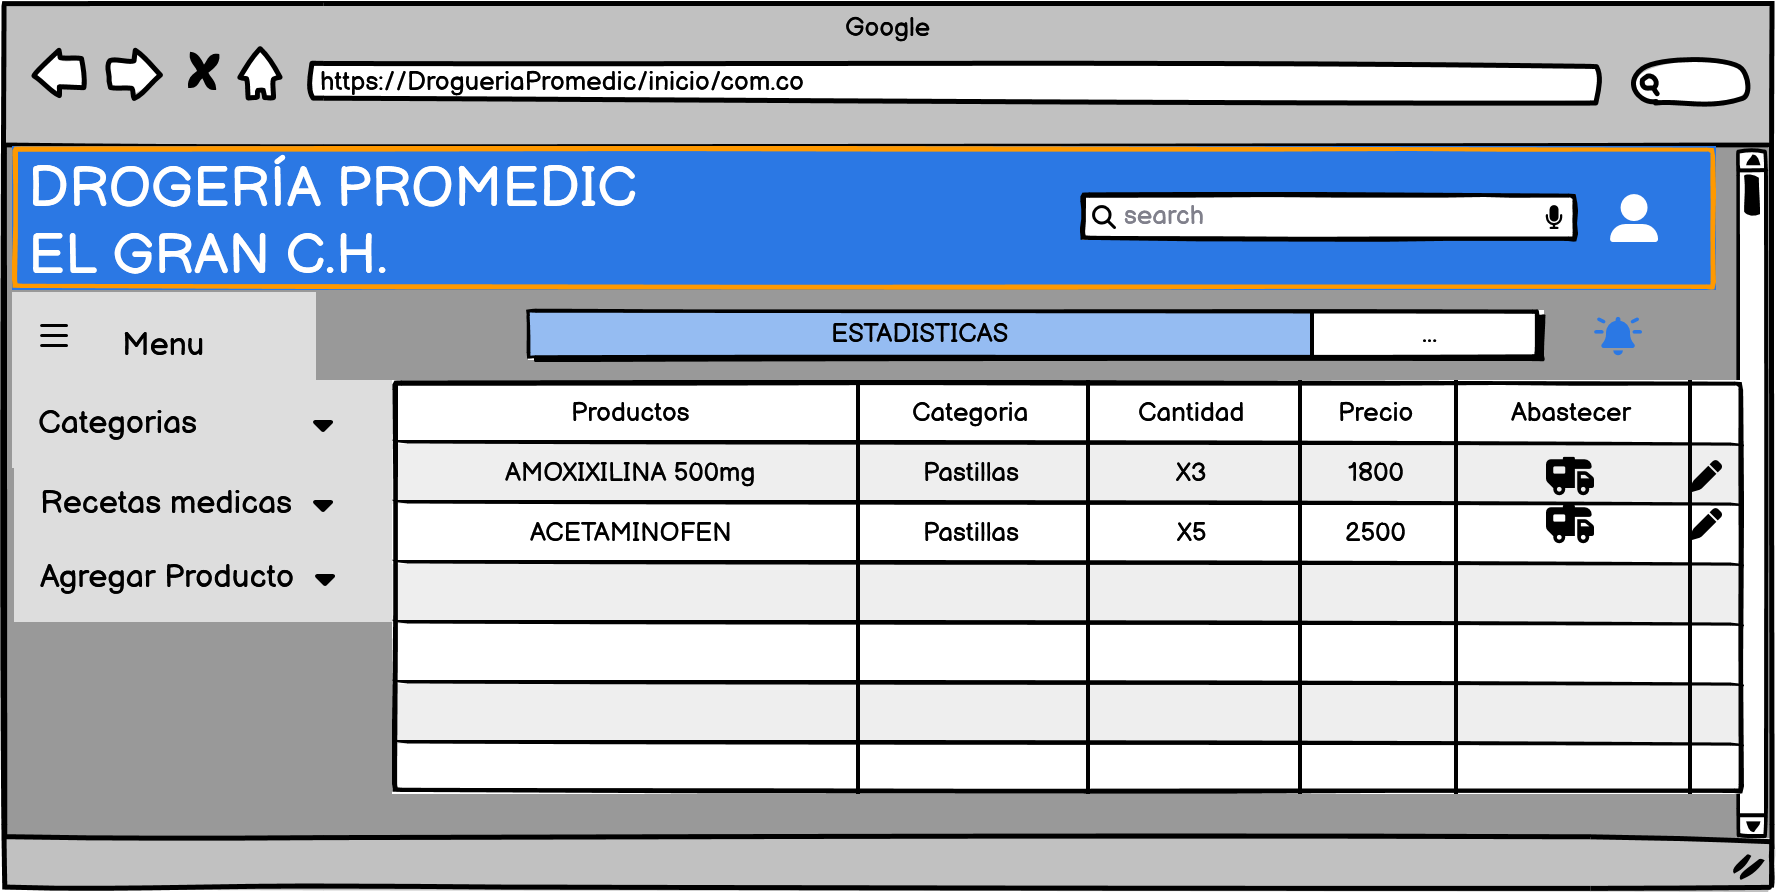 Google
https://DrogueriaPromedic/inicio/com.co
DROGERÍA PROMEDIC
EL GRAN C.H.
search
Menu
ESTADISTICAS
...
Categorias
Recetas medicas
Agregar Producto
Productos Categoria Cantidad Precio Abastecer
AMOXIXILINA 500mg Pastillas X3 1800
ACETAMINOFEN Pastillas X5 2500